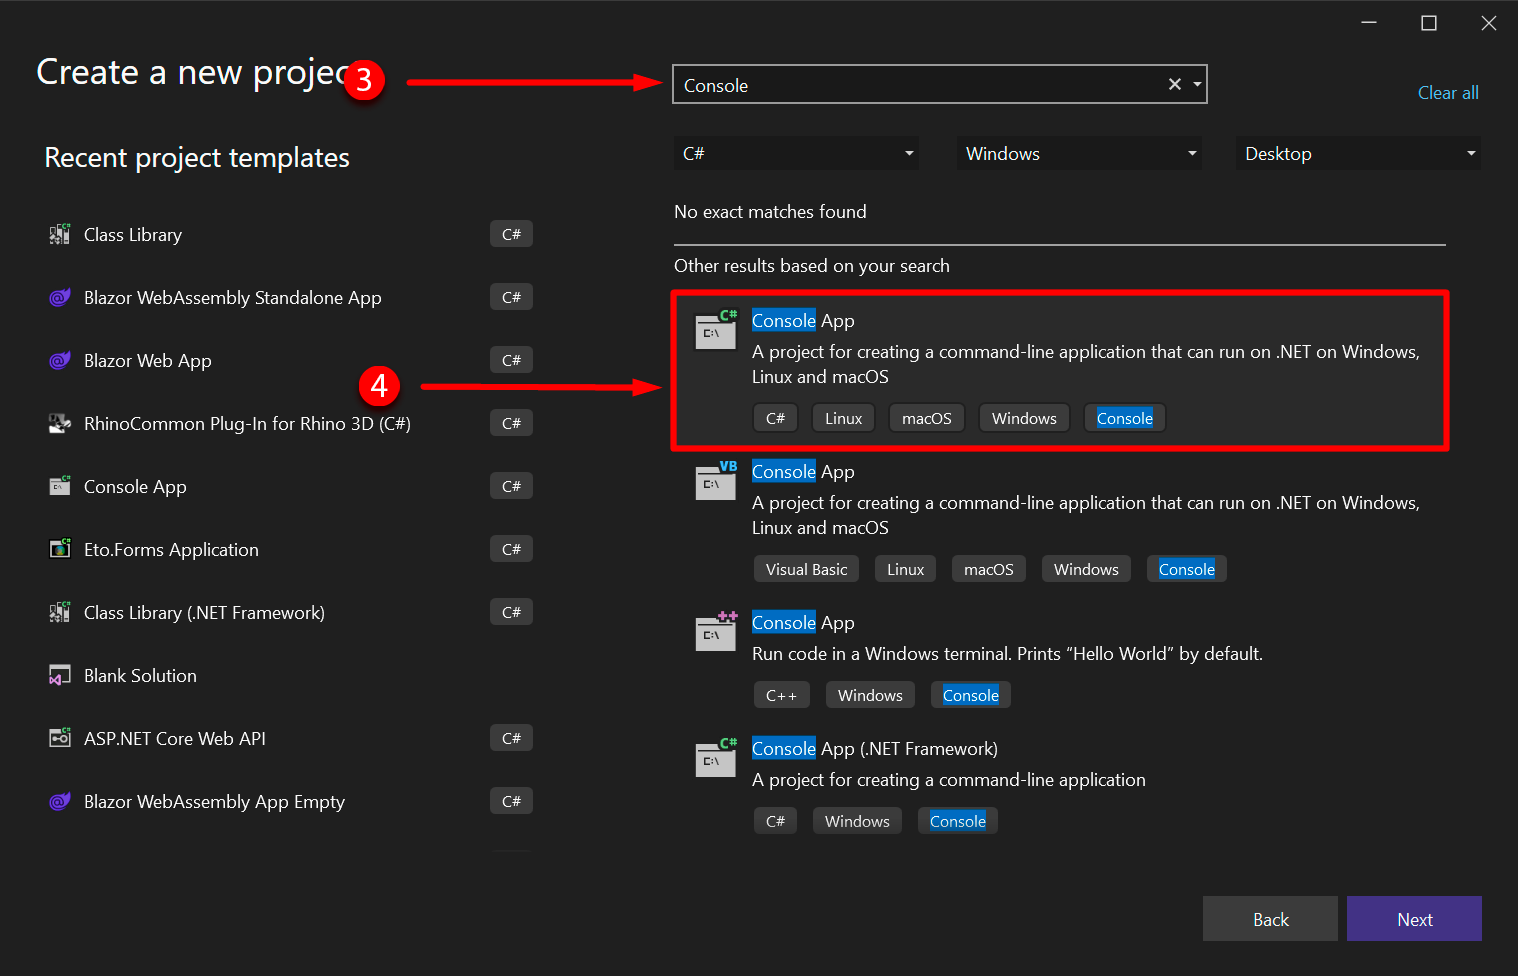 Create a new projec
3
Console
Clear all
C#
Windows
Desktop
Recent project templates
Class Library
C#
Blazor WebAssembly Standalone App
C#
Blazor Web App
C#
4
RhinoCommon Plug-In for Rhino 3D (C#)
C#
Console App
C#
Eto.Forms Application
C#
Class Library (.NET Framework)
C#
Blank Solution
ASP.NET Core Web API
C#
Blazor WebAssembly App Empty
C#
No exact matches found
Other results based on your search
C#
C:\
Console App
A project for creating a command-line application that can run on .NET on Windows,
Linux and macOS
C# Linux macOS Windows Console
VB
C:\
Console App
A project for creating a command-line application that can run on .NET on Windows,
Linux and macOS
Visual Basic Linux macOS Windows Console
++
C:\
Console App
Run code in a Windows terminal. Prints “Hello World” by default.
C++ Windows Console
C#
C:\
Console App (.NET Framework)
A project for creating a command-line application
C# Windows Console
Back
Next